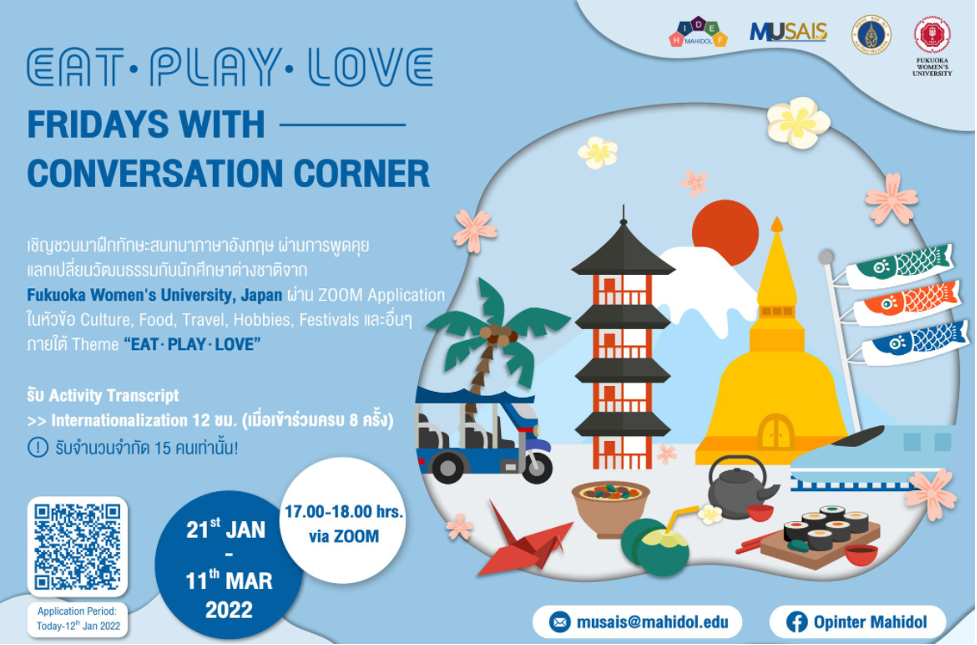 HIDEF
MAHIDOL
MUSAIS
FUKUOKA
WOMEN'S
UNIVERSITY
EAT·PLAY·LOVE
FRIDAYS WITH
CONVERSATION CORNER
เชิญชวนมาฝึกทักษะสนทนาภาษาอังกฤษ ผ่านการพูดคุย
แลกเปลี่ยนวัฒนธรรมกับนักศึกษาต่างชาติจาก
Fukuoka Women's University, Japan ผ่าน ZOOM Application
ในหัวข้อ Culture, Food, Travel, Hobbies, Festivals และอื่นๆ
ภายใต้ Theme “EAT·PLAY·LOVE”
รับ Activity Transcript
>> Internationalization 12 ชม. (เมื่อเข้าร่วมครบ 8 ครั้ง)
! รับจำนวนจำกัด 15 คนเท่านั้น!
Application Period:
Today-12th Jan 2022
21st JAN
-
11th MAR
2022
17.00-18.00 hrs.
via ZOOM
musais@mahidol.edu
Opinter Mahidol